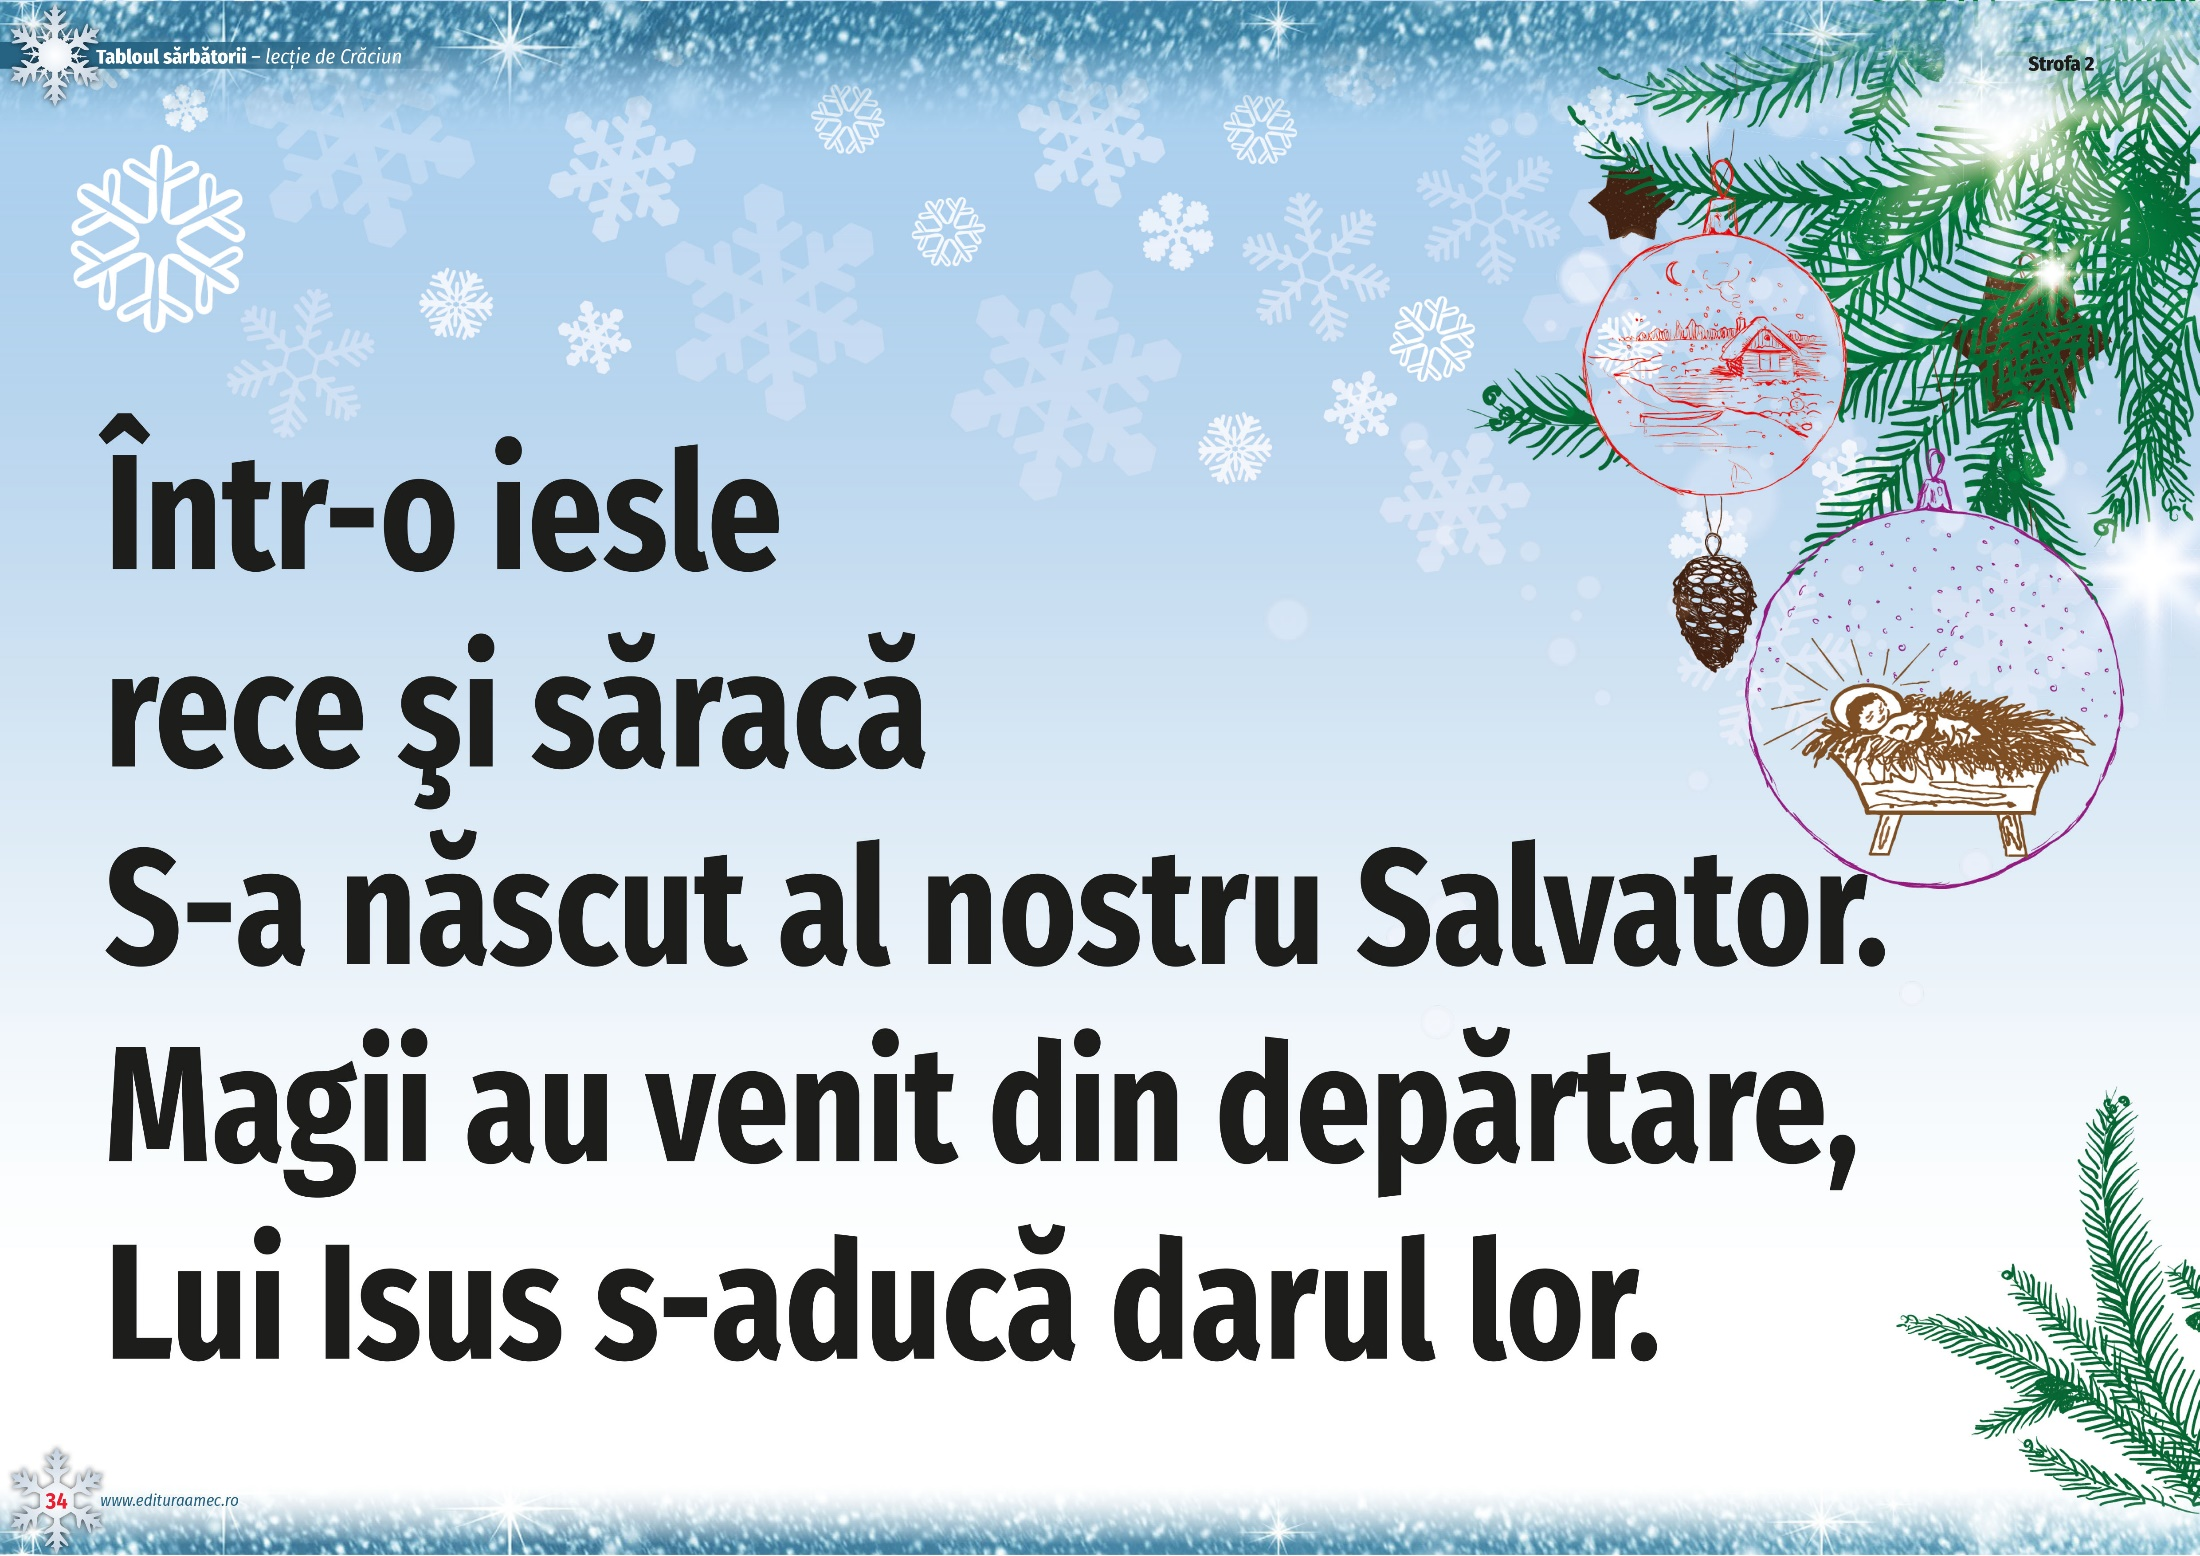 Tabloul sărbătorii – lecție de Crăciun
Strofa 2
Într-o iesle
rece şi săracă
S-a născut al nostru Salvator.
Magii au venit din depărtare,
Lui Isus s-aducă darul lor.
34
www.edituraamec.ro